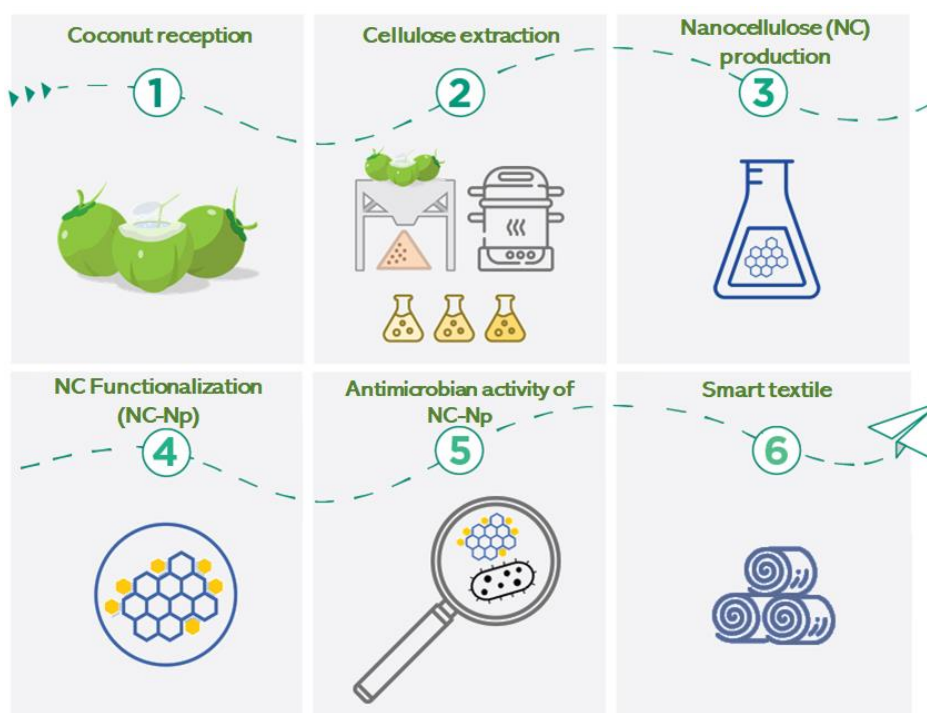 Coconut reception
1
Cellulose extraction
2
Nanocellulose (NC)
production
3
NC Functionalization
(NC-Np)
4
Antimicrobian activity of
NC-Np
5
Smart textile
6